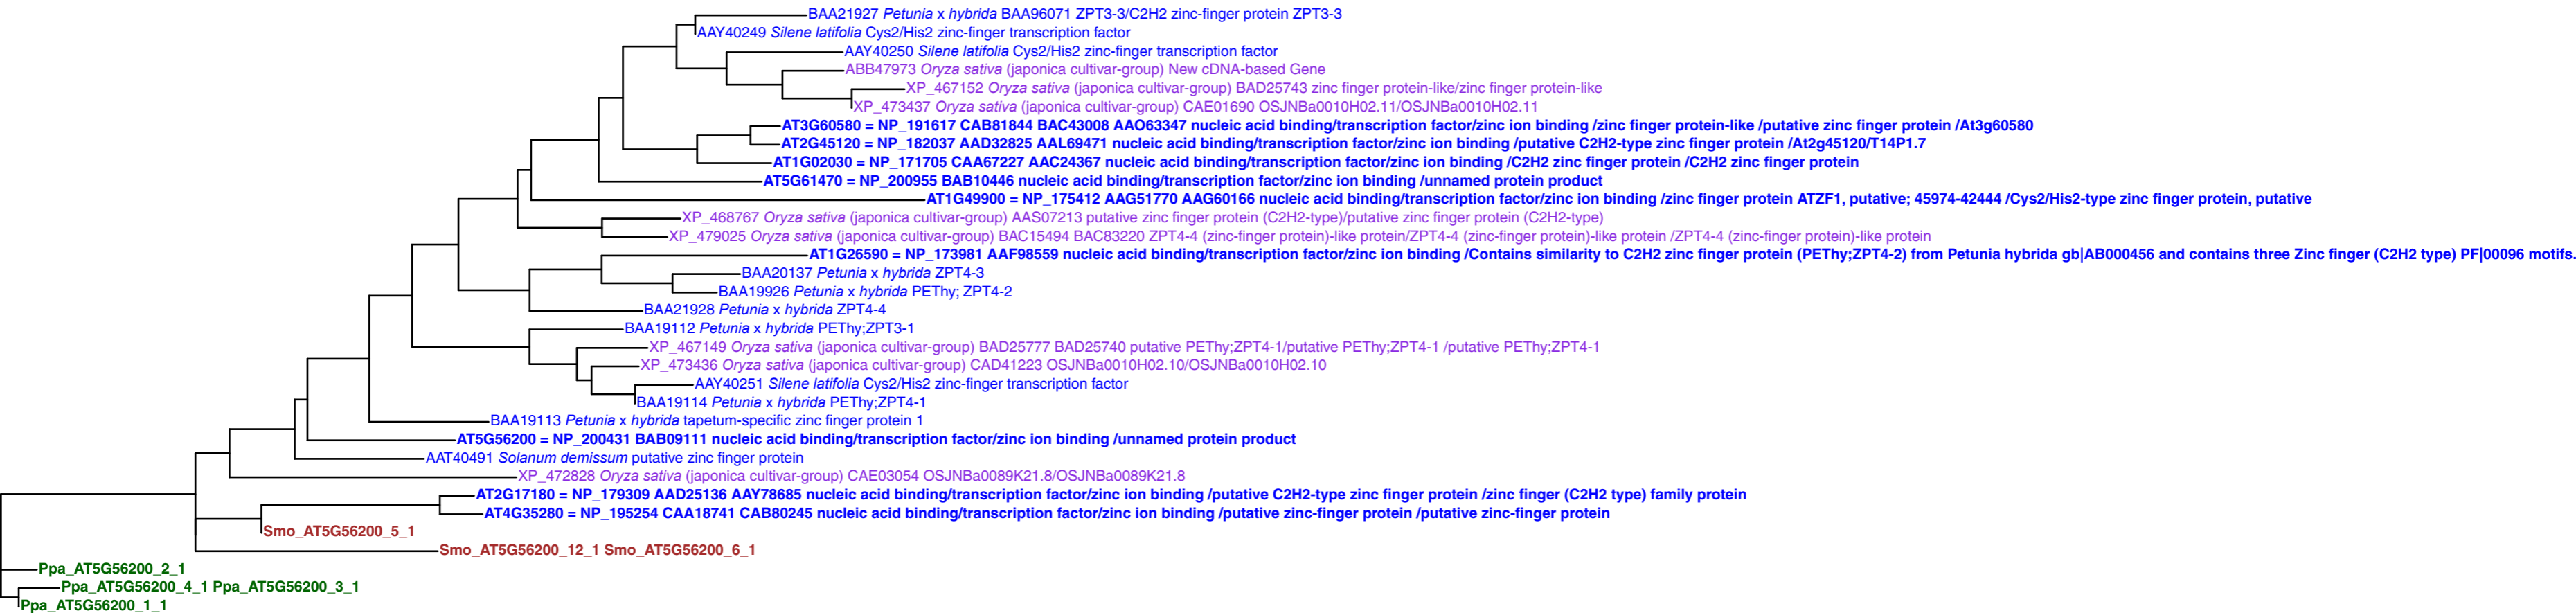 BAA21927 Petunia x hybrida BAA96071 ZPT3-3/C2H2 zinc-finger protein ZPT3-3
AAY40249 Silene latifolia Cys2/His2 zinc-finger transcription factor
AAY40250 Silene latifolia Cys2/His2 zinc-finger transcription factor
ABB47973 Oryza sativa (japonica cultivar-group) New cDNA-based Gene
XP_467152 Oryza sativa (japonica cultivar-group) BAD25743 zinc finger protein-like/zinc finger protein-like
XP_473437 Oryza sativa (japonica cultivar-group) CAE01690 OSJNBa0010H02.11/OSJNBa0010H02.11
AT3G60580 = NP_191617 CAB81844 BAC43008 AAO63347 nucleic acid binding/transcription factor/zinc ion binding /zinc finger protein-like /putative zinc finger protein /At3g60580
AT2G45120 = NP_182037 AAD32825 AAL69471 nucleic acid binding/transcription factor/zinc ion binding /putative C2H2-type zinc finger protein /At2g45120/T14P1.7
AT1G02030 = NP_171705 CAA67227 AAC24367 nucleic acid binding/transcription factor/zinc ion binding /C2H2 zinc finger protein /C2H2 zinc finger protein
AT5G61470 = NP_200955 BAB10446 nucleic acid binding/transcription factor/zinc ion binding /unnamed protein product
AT1G49900 = NP_175412 AAG51770 AAG60166 nucleic acid binding/transcription factor/zinc ion binding /zinc finger protein ATZF1, putative; 45974-42444 /Cys2/His2-type zinc finger protein, putative
XP_468767 Oryza sativa (japonica cultivar-group) AAS07213 putative zinc finger protein (C2H2-type)/putative zinc finger protein (C2H2-type)
XP_479025 Oryza sativa (japonica cultivar-group) BAC15494 BAC83220 ZPT4-4 (zinc-finger protein)-like protein/ZPT4-4 (zinc-finger protein)-like protein /ZPT4-4 (zinc-finger protein)-like protein
AT1G26590 = NP_173981 AAF98559 nucleic acid binding/transcription factor/zinc ion binding /Contains similarity to C2H2 zinc finger protein (PEThy;ZPT4-2) from Petunia hybrida gb|AB000456 and contains three Zinc finger (C2H2 type) PF|00096 motifs.
BAA20137 Petunia x hybrida ZPT4-3
BAA19926 Petunia x hybrida PEThy; ZPT4-2
BAA21928 Petunia x hybrida ZPT4-4
BAA19112 Petunia x hybrida PEThy;ZPT3-1
XP_467149 Oryza sativa (japonica cultivar-group) BAD25777 BAD25740 putative PEThy;ZPT4-1/putative PEThy;ZPT4-1 /putative PEThy;ZPT4-1
XP_473436 Oryza sativa (japonica cultivar-group) CAD41223 OSJNBa0010H02.10/OSJNBa0010H02.10
AAY40251 Silene latifolia Cys2/His2 zinc-finger transcription factor
BAA19114 Petunia x hybrida PEThy;ZPT4-1
BAA19113 Petunia x hybrida tapetum-specific zinc finger protein 1
AT5G56200 = NP_200431 BAB09111 nucleic acid binding/transcription factor/zinc ion binding /unnamed protein product
AAT40491 Solanum demissum putative zinc finger protein
XP_472828 Oryza sativa (japonica cultivar-group) CAE03054 OSJNBa0089K21.8/OSJNBa0089K21.8
AT2G17180 = NP_179309 AAD25136 AAY78685 nucleic acid binding/transcription factor/zinc ion binding /putative C2H2-type zinc finger protein /zinc finger (C2H2 type) family protein
AT4G35280 = NP_195254 CAA18741 CAB80245 nucleic acid binding/transcription factor/zinc ion binding /putative zinc-finger protein /putative zinc-finger protein
Smo_AT5G56200_5_1
Smo_AT5G56200_12_1 Smo_AT5G56200_6_1
Ppa_AT5G56200_2_1
Ppa_AT5G56200_4_1 Ppa_AT5G56200_3_1
Ppa_AT5G56200_1_1